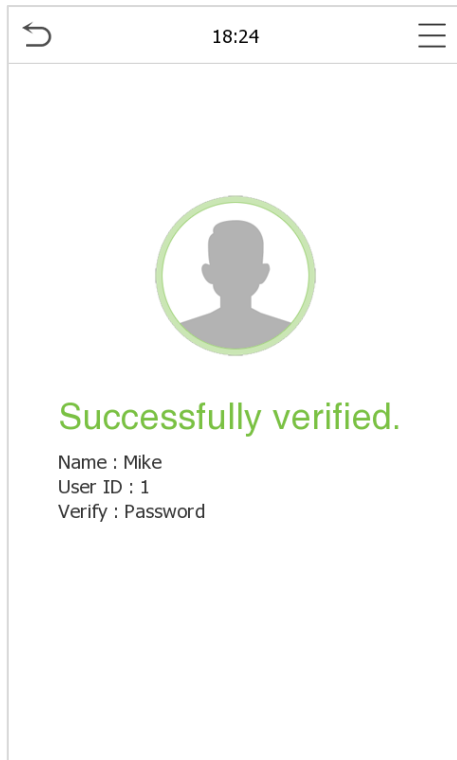 18:24
Successfully verified.
Name : Mike
User ID : 1
Verify : Password